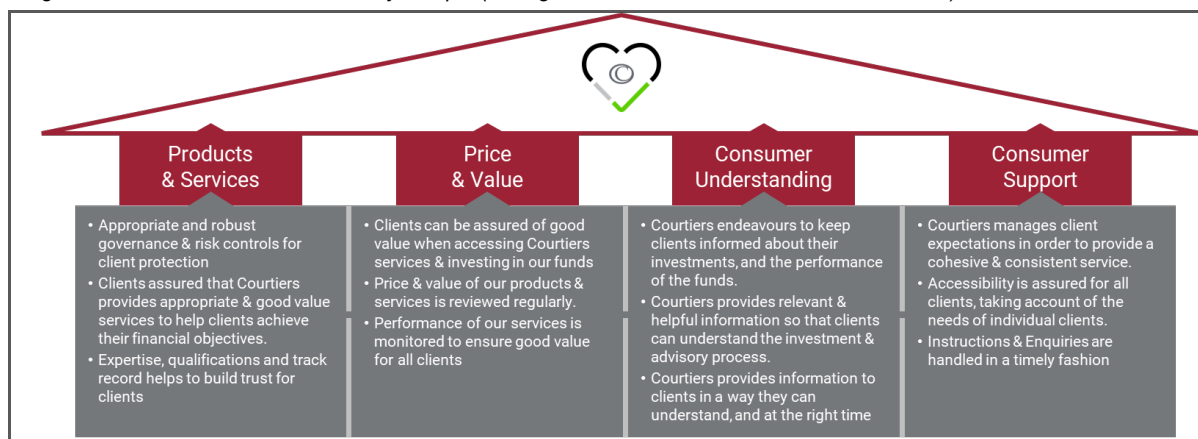 Products
& Services
• Appropriate and robust
governance & risk controls for
client protection
• Clients assured that Courtiers
provides appropriate & good value
services to help clients achieve
their financial objectives.
• Expertise, qualifications and track
record helps to build trust for
clients
Price
& Value
• Clients can be assured of good
value when accessing Courtiers
services & investing in our funds
• Price & value of our products &
services is reviewed regularly.
• Performance of our services is
monitored to ensure good value
for all clients
Consumer
Understanding
• Courtiers endeavours to keep
clients informed about their
investments, and the performance
of the funds.
• Courtiers provides relevant &
helpful information so that clients
can understand the investment &
advisory process.
• Courtiers provides information to
clients in a way they can
understand, and at the right time
Consumer
Support
• Courtiers manages client
expectations in order to provide a
cohesive & consistent service.
• Accessibility is assured for all
clients, taking account of the
needs of individual clients.
• Instructions & Enquiries are
handled in a timely fashion